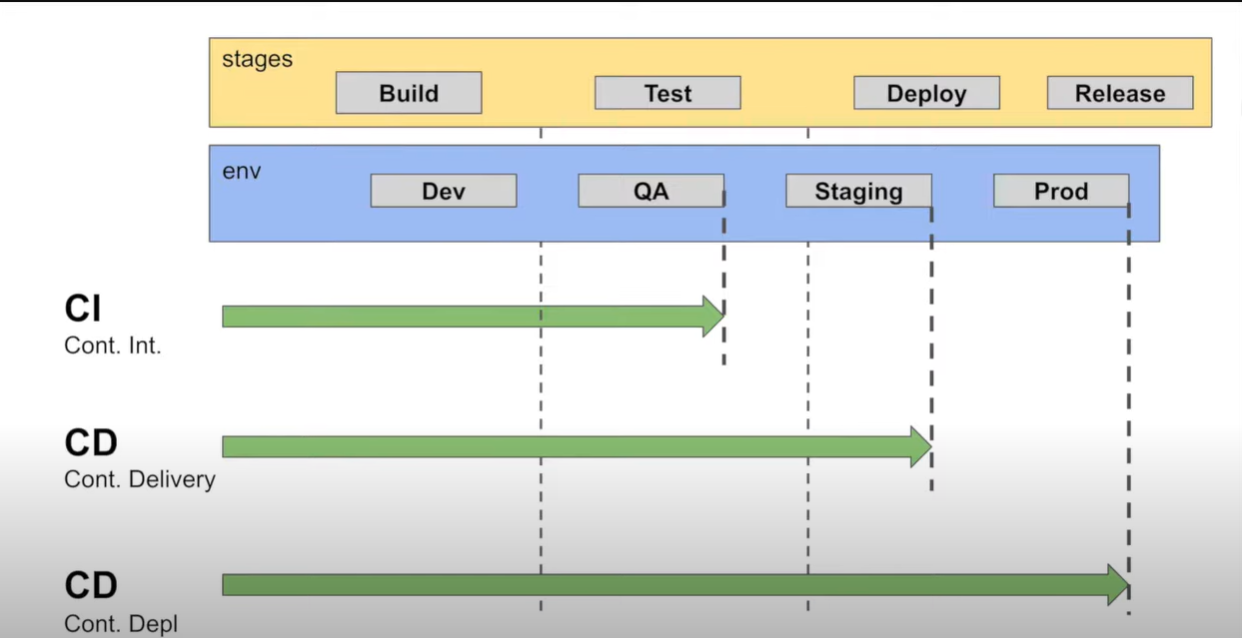 stages
Build
Test
Deploy
Release
env
Dev
QA
Staging
Prod
CI
Cont. Int.
CD
Cont. Delivery
CD
Cont. Depl